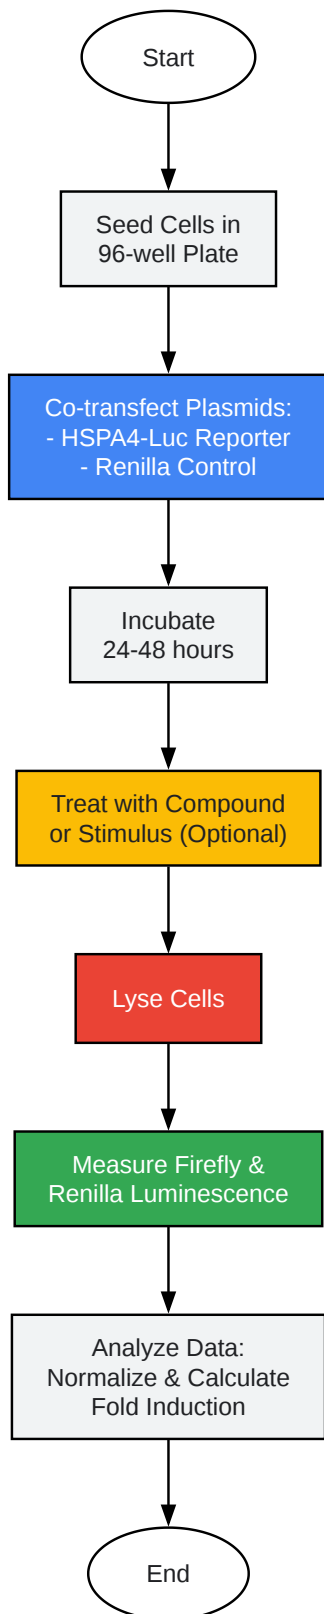 Start
Seed Cells in
96-well Plate
Co-transfect Plasmids:
- HSPA4-Luc Reporter
- Renilla Control
Incubate
24-48 hours
Treat with Compound
or Stimulus (Optional)
Lyse Cells
Measure Firefly &
Renilla Luminescence
Analyze Data:
Normalize & Calculate
Fold Induction
End